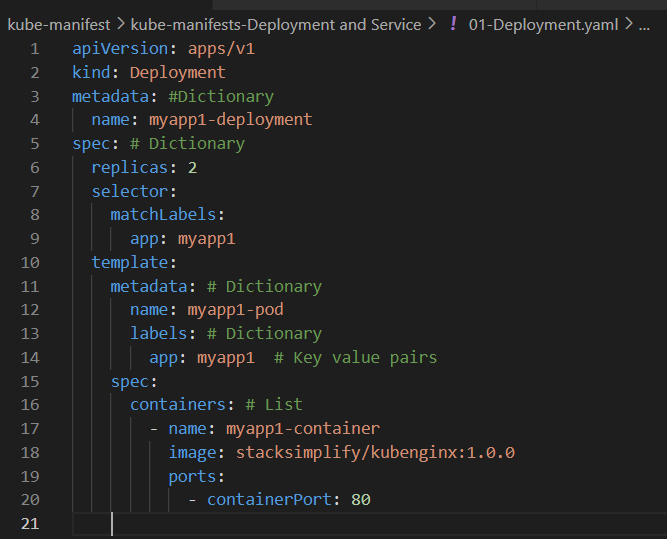 kube-manifest > kube-manifests-Deployment and Service > ! 01-Deployment.yaml > ...
1 apiVersion: apps/v1
2 kind: Deployment
3 metadata: #Dictionary
4   name: myapp1-deployment
5 spec: # Dictionary
6   replicas: 2
7   selector:
8     matchLabels:
9       app: myapp1
10   template:
11     metadata: # Dictionary
12       name: myapp1-pod
13       labels: # Dictionary
14         app: myapp1  # Key value pairs
15     spec:
16       containers: # List
17         - name: myapp1-container
18           image: stacksimplify/kubenginx:1.0.0
19           ports:
20             - containerPort: 80
21